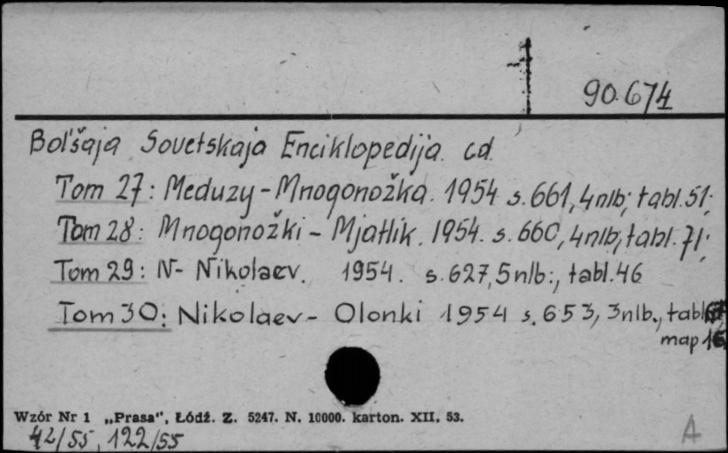 90.674
Bol'šaja Sovetskaja Enciklopedija. cd.
Tom 27: Meduzy - Mnogonožka. 1954 s. 661, 4nlb; tabl. 51;
Tom 28: Mnogonožki - Mjatlik. 1954. s. 660, 4nlb, tabl. 71;
Tom 29: N - Nikolaev. 1954. s. 627, 5nlb:, tabl. 46
Tom 30: Nikolaev - Olonki 1954 s. 653, 3nlb., tabl
map 16
Wzór Nr 1 „Prasa", Łódź. Z. 5247. N. 10000. karton. XII. 53.
42/55, 122/55
A